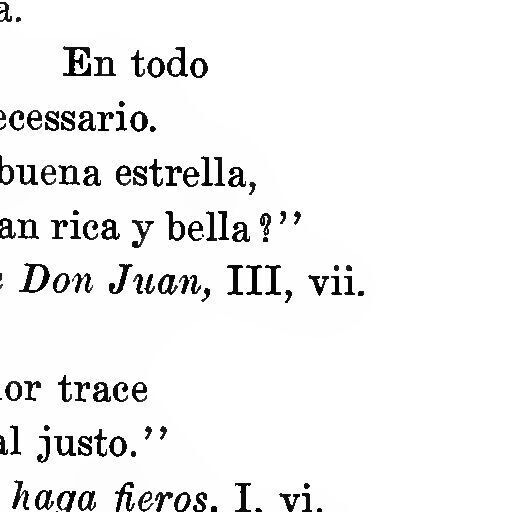 a.
En todo
ecessario.
buena estrella,
an rica y bella?”
e Don Juan, III, vii.
or trace
al justo.”
haga fieros, I, vi.